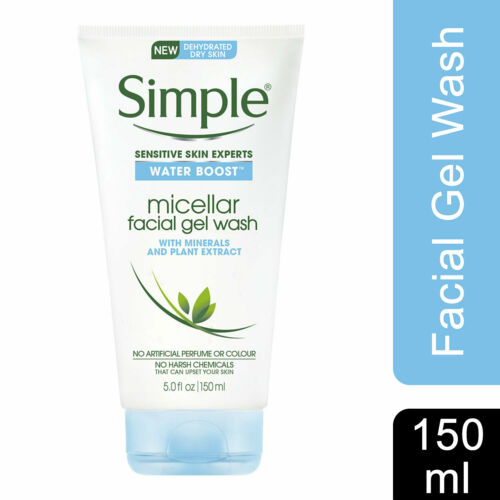 NEW
DEHYDRATED
DRY SKIN
Simple®
SENSITIVE SKIN EXPERTS
WATER BOOST™
micellar
facial gel wash
WITH MINERALS
AND PLANT EXTRACT
NO ARTIFICIAL PERFUME OR COLOUR
NO HARSH CHEMICALS
THAT CAN UPSET YOUR SKIN
5.0 fl oz | 150 ml
Facial Gel Wash
150
ml